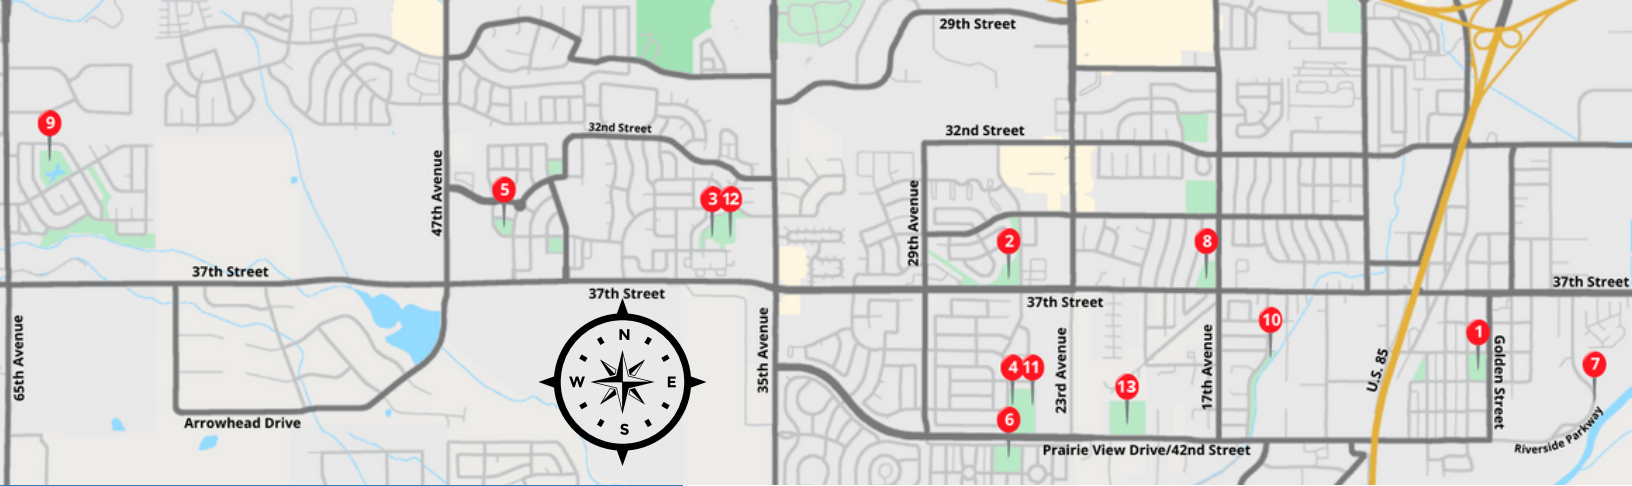 29th Street
9
32nd Street
32nd Street
47th Avenue
5
3
12
29th Avenue
2
8
37th Street
37th Street
37th Street
37th Street
65th Avenue
N
W
E
S
35th Avenue
23rd Avenue
17th Avenue
10
1
Golden Street
U.S. 85
7
4
11
13
6
Arrowhead Drive
Prairie View Drive/42nd Street
Riverside Parkway